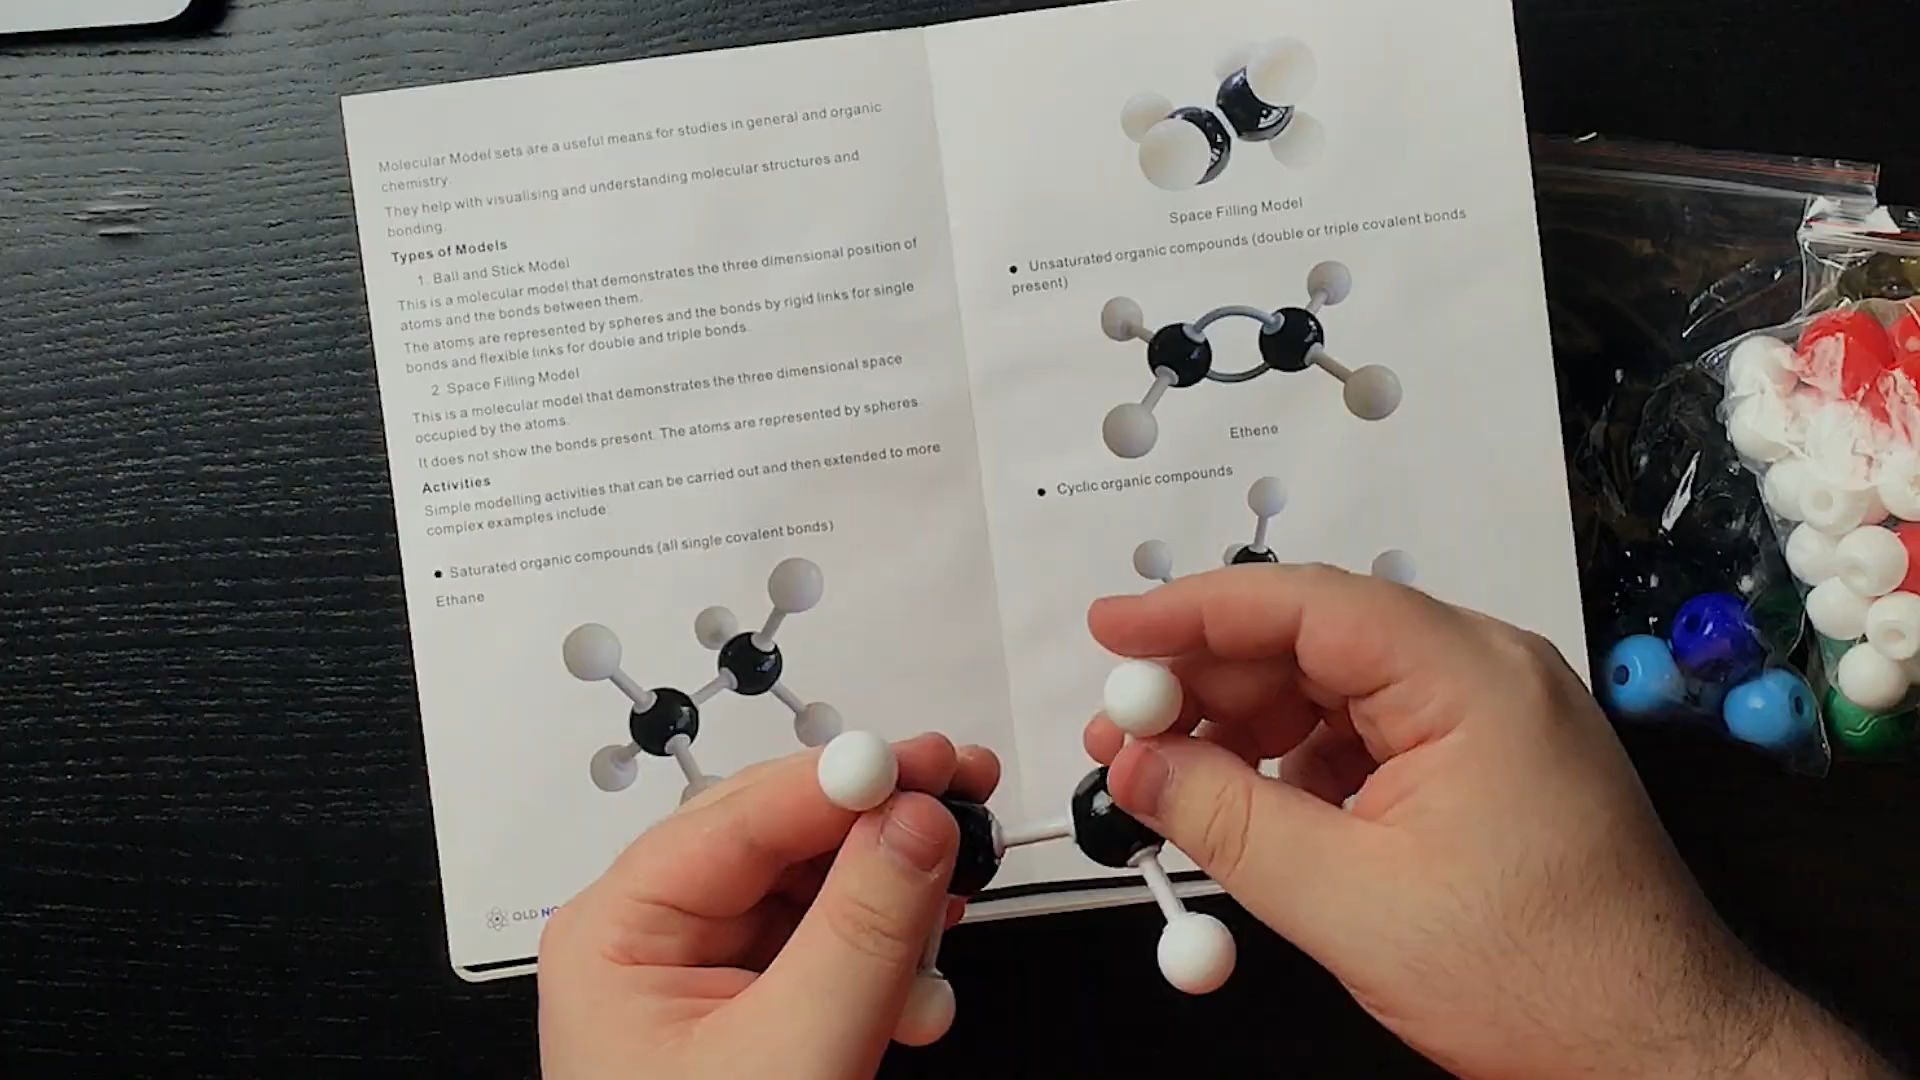 Molecular Model sets are a useful means for studies in general and organic
chemistry.
They help with visualising and understanding molecular structures and
bonding.
Types of Models
1. Ball and Stick Model
This is a molecular model that demonstrates the three dimensional position of
atoms and the bonds between them.
The atoms are represented by spheres and the bonds by rigid links for single
bonds and flexible links for double and triple bonds.
2 Space Filling Model
This is a molecular model that demonstrates the three dimensional space
occupied by the atoms.
It does not show the bonds present. The atoms are represented by spheres.
Activities
Simple modelling activities that can be carried out and then extended to more
complex examples include:
• Saturated organic compounds (all single covalent bonds)
Ethane
OLD
Space Filling Model
• Unsaturated organic compounds (double or triple covalent bonds
present)
Ethene
• Cyclic organic compounds